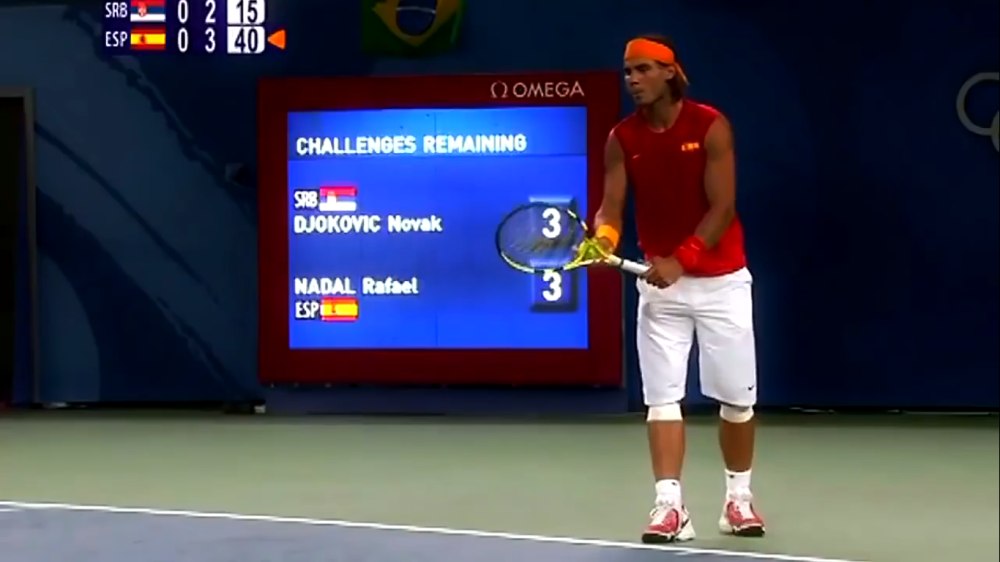 SRB 0 2 15
ESP 0 3 40
Ω OMEGA
CHALLENGES REMAINING
SRB
DJOKOVIC Novak 3
NADAL Rafael 3
ESP